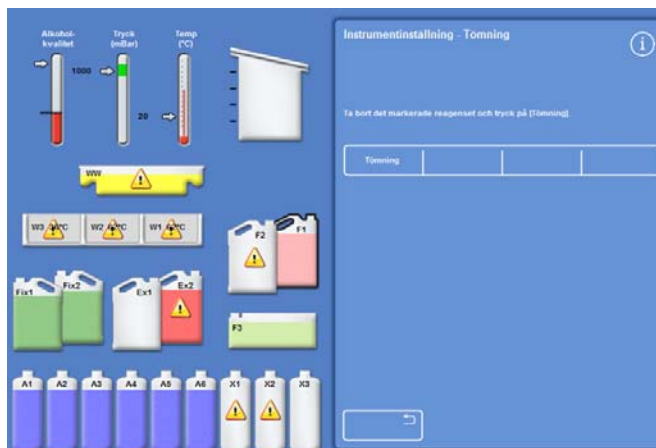 Alkohol-
kvalitet
Tryck
(mBar)
Temp
(°C)
1000
20
WW
W3
°C
W2
°C
W1
°C
F2
F1
Fix1
Fix2
Ex1
Ex2
F3
A1
A2
A3
A4
A5
A6
X1
X2
X3
Instrumentinställning - Tömning
i
Ta bort det markerade reagenset och tryck på [Tömning]
Tömning